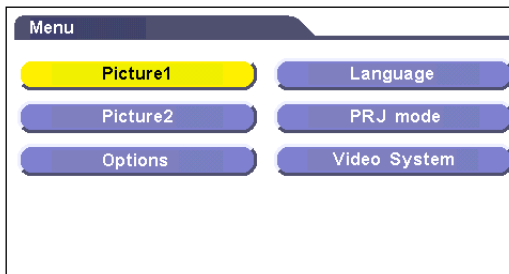 Menu
Picture1
Language
Picture2
PRJ mode
Options
Video System